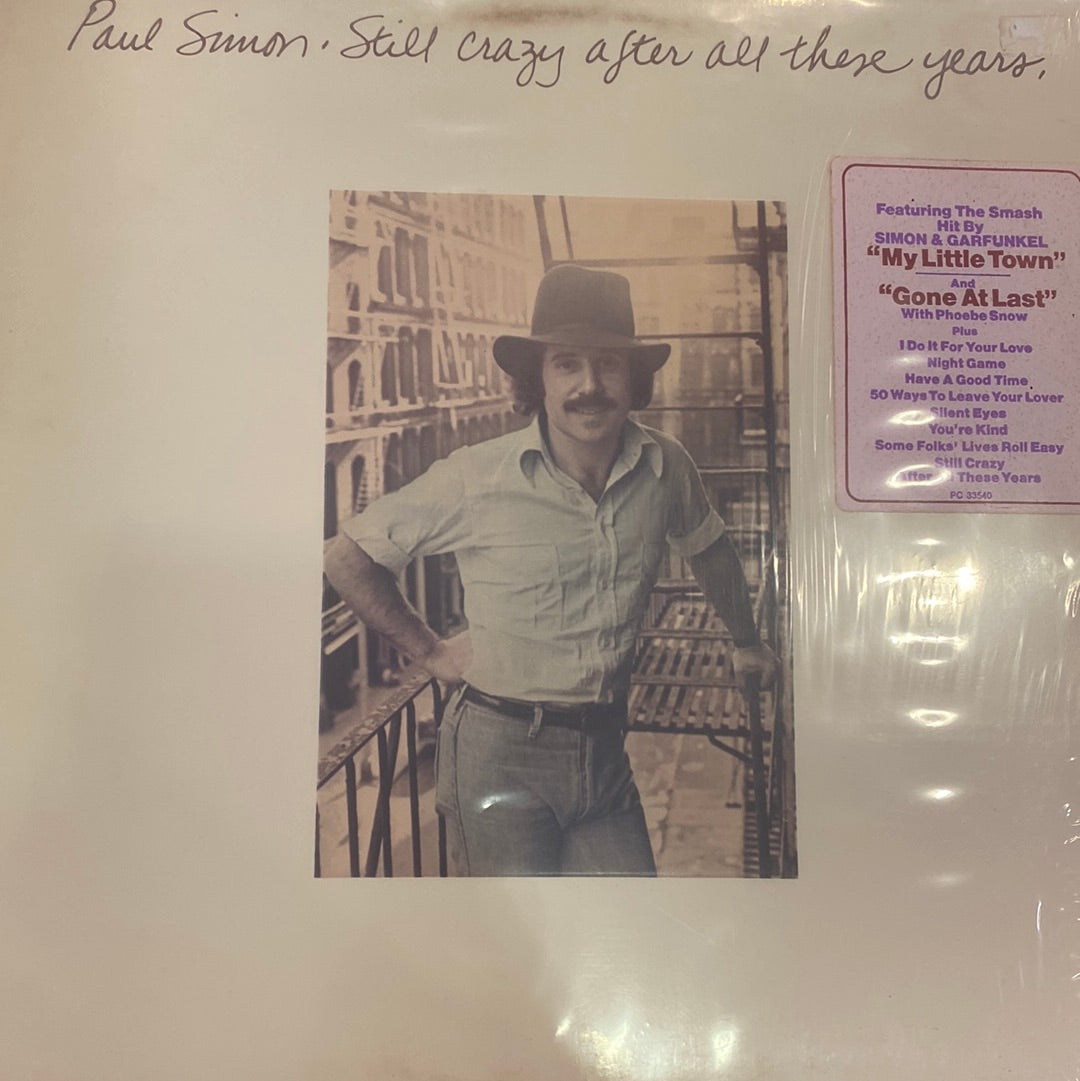 Paul Simon. Still crazy after all these years.
Featuring The Smash
Hit By
SIMON & GARFUNKEL
"My Little Town"
And
"Gone At Last"
With Phoebe Snow
Plus
I Do It For Your Love
Night Game
Have A Good Time
50 Ways To Leave Your Lover
Silent Eyes
You're Kind
Some Folks' Lives Roll Easy
Still Crazy
After All These Years
PC 33540